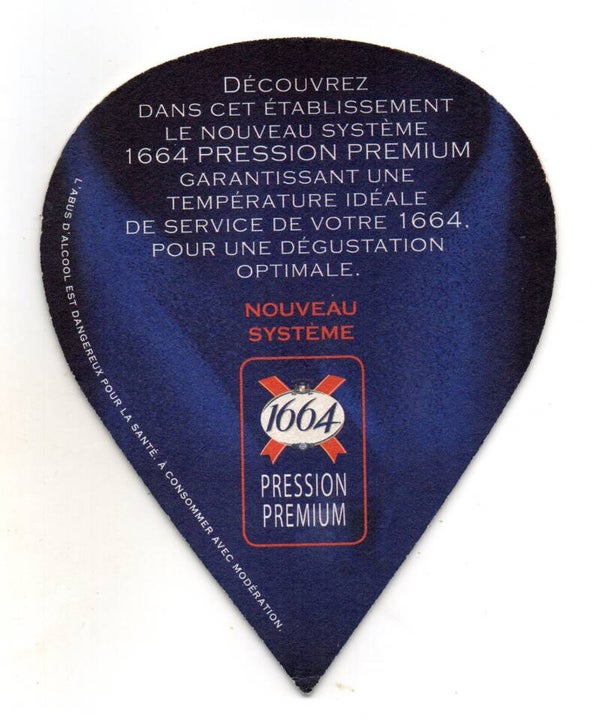 DÉCOUVREZ
DANS CET ÉTABLISSEMENT
LE NOUVEAU SYSTÈME
1664 PRESSION PREMIUM
GARANTISSANT UNE
TEMPÉRATURE IDÉALE
DE SERVICE DE VOTRE 1664,
POUR UNE DÉGUSTATION
OPTIMALE.
NOUVEAU
SYSTÈME
1664
PRESSION
PREMIUM
L'ABUS D'ALCOOL EST DANGEREUX POUR LA SANTÉ. À CONSOMMER AVEC MODÉRATION.